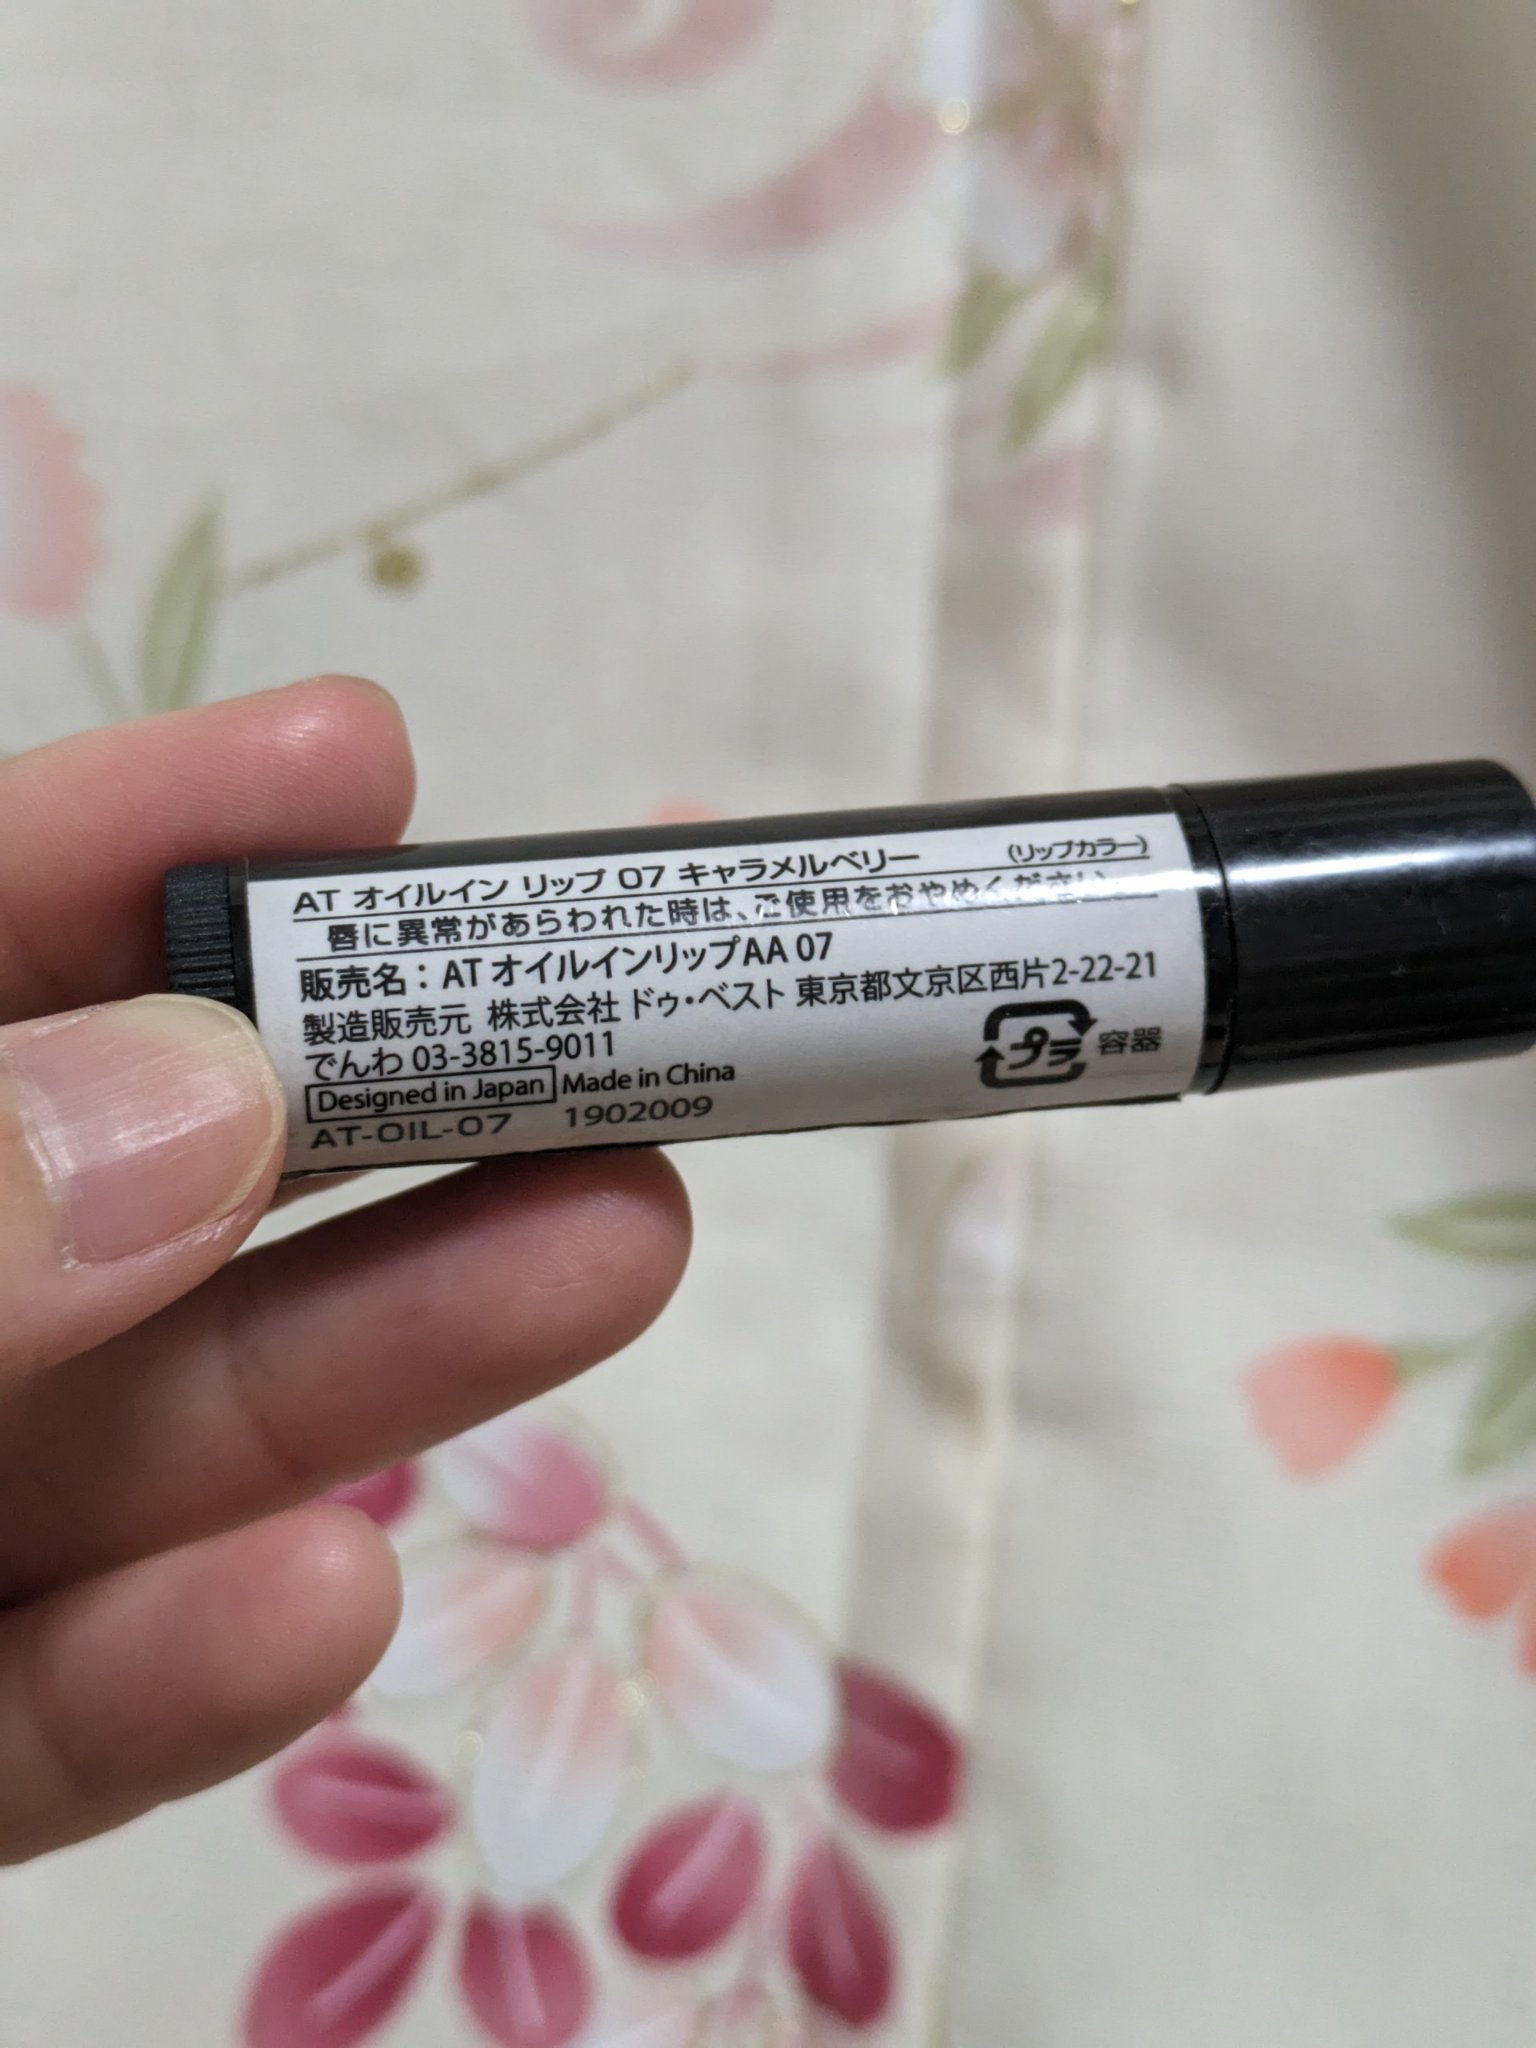 AT オイルイン リップ 07 キャラメルベリー (リップカラー)
唇に異常があらわれた時は、ご使用をおやめください。
販売名：AT オイルインリップAA 07
製造販売元 株式会社 ドゥ・ベスト 東京都文京区西片2-22-21
でんわ 03-3815-9011
プラ 容器
Designed in Japan Made in China
AT-OIL-07 1902009